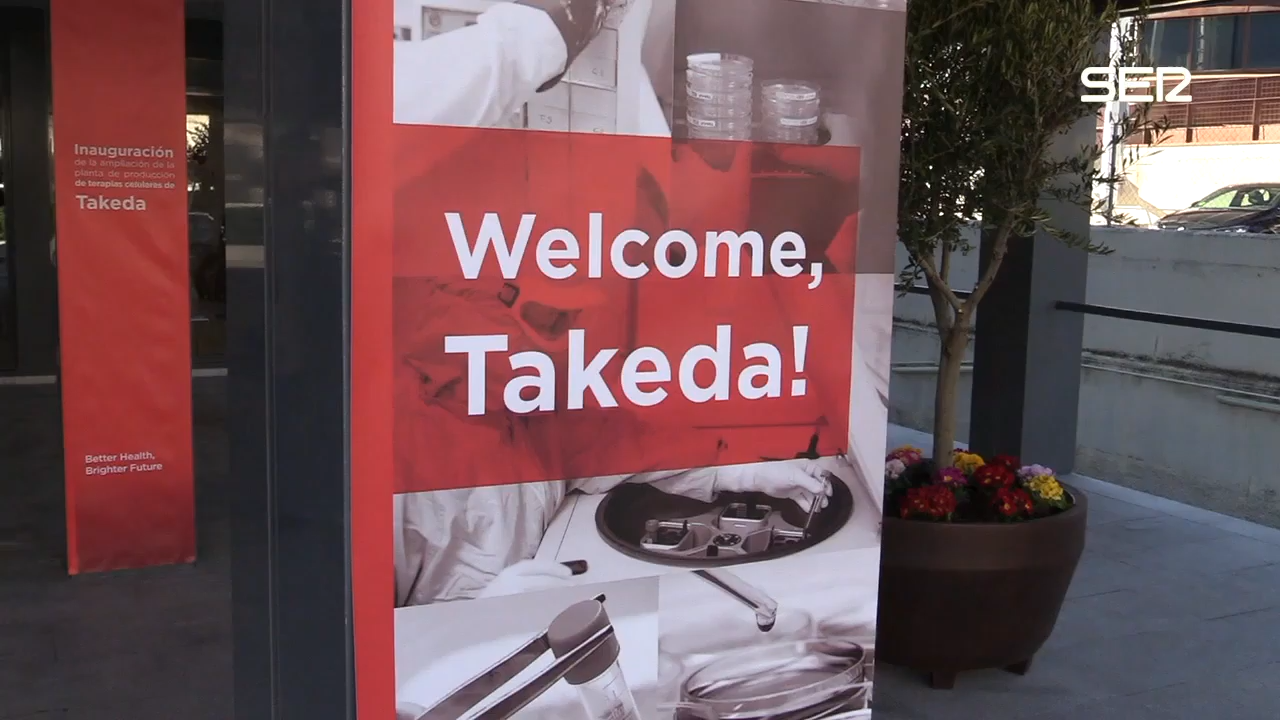 Inauguración
de la ampliación de la
planta de producción
de terapias celulares de
Takeda
Better Health,
Brighter Future
Welcome,
Takeda!
SER